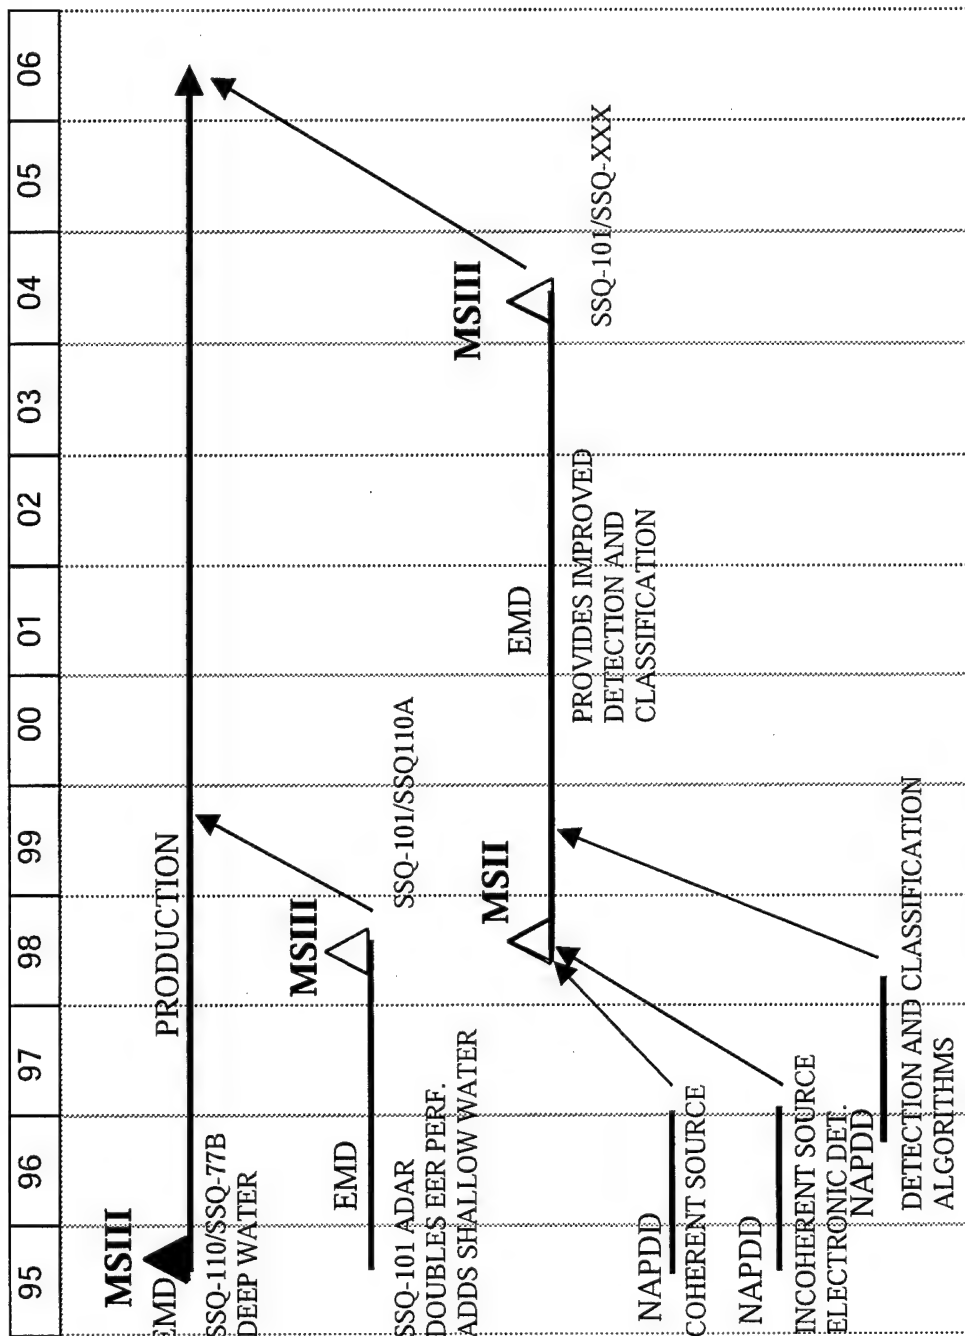 95 96 97 98 99 00 01 02 03 04 05 06
MSIII
EMD
PRODUCTION
SSQ-110/SSQ-77B
DEEP WATER
MSIII
EMD
SSQ-101 ADAR
DOUBLES EER PERF.
ADDS SHALLOW WATER
SSQ-101/SSQ110A
MSII
EMD
MSIII
PROVIDES IMPROVED
DETECTION AND
CLASSIFICATION
SSQ-101/SSQ-XXX
NAPDD
COHERENT SOURCE
NAPDD
INCOHERENT SOURCE
ELECTRONIC DET.
NAPDD
DETECTION AND CLASSIFICATION
ALGORITHMS